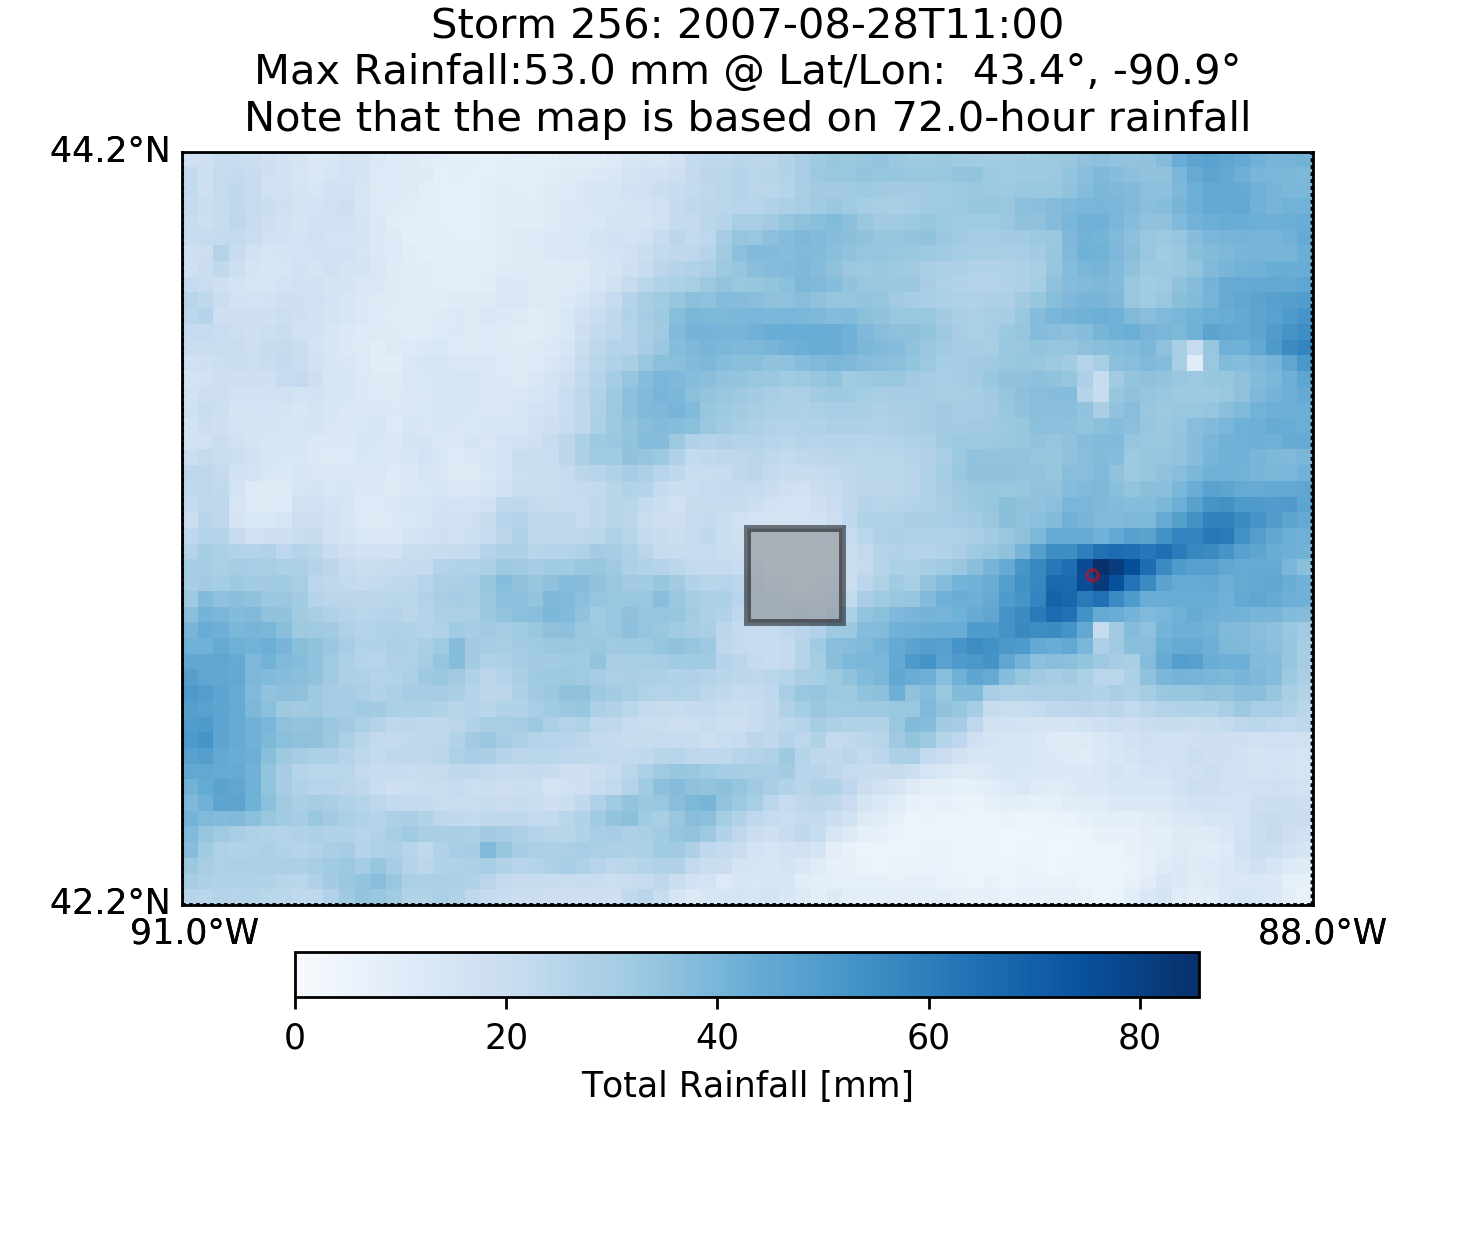 Storm 256: 2007-08-28T11:00
Max Rainfall:53.0 mm @ Lat/Lon:  43.4°, -90.9°
Note that the map is based on 72.0-hour rainfall
44.2°N
42.2°N
91.0°W 88.0°W
0 20 40 60 80
Total Rainfall [mm]